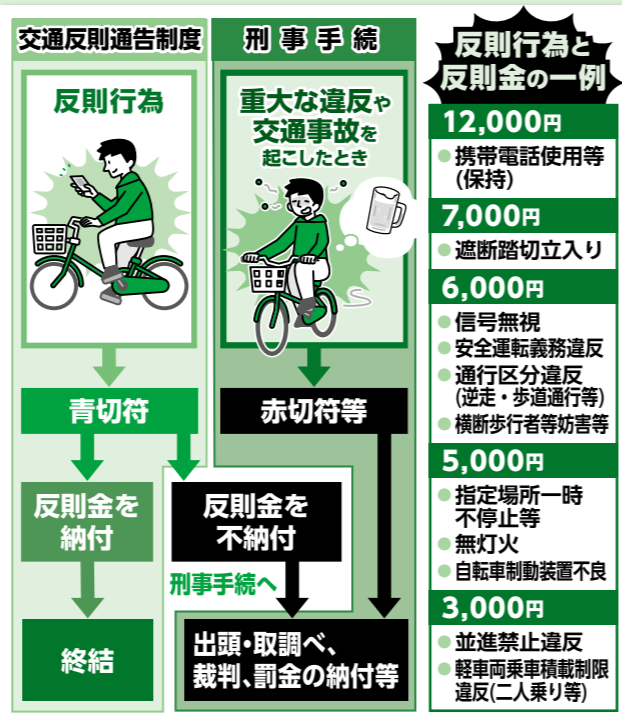 交通反則通告制度
反則行為
青切符
反則金を
納付
終結
刑事手続
重大な違反や
交通事故を
起こしたとき
赤切符等
反則金を
不納付
刑事手続へ
出頭・取調べ、
裁判、罰金の納付等
反則行為と
反則金の一例
12,000円
●携帯電話使用等
(保持)
7,000円
●遮断踏切立入り
6,000円
●信号無視
●安全運転義務違反
●通行区分違反
(逆走・歩道通行等)
●横断歩行者等妨害等
5,000円
●指定場所一時
不停止等
●無灯火
●自転車制動装置不良
3,000円
●並進禁止違反
●軽車両乗車積載制限
違反(二人乗り等)